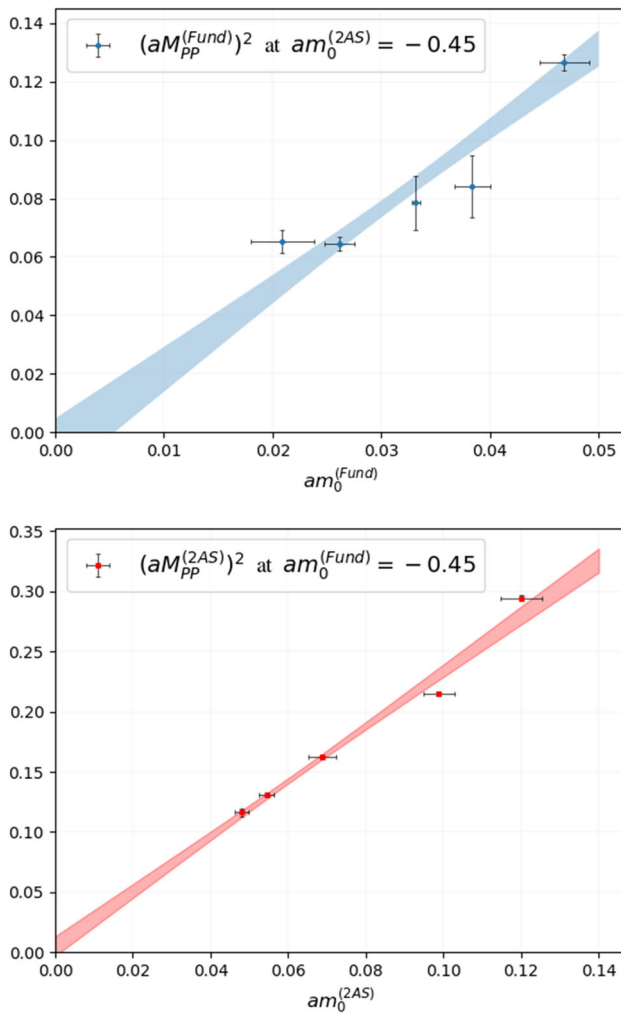 0.14
(aM_{PP}^{(Fund)})^2 at am_0^{(2AS)} = −0.45
0.12
0.10
0.08
0.06
0.04
0.02
0.00
0.00 0.01 0.02 0.03 0.04 0.05
am_0^{(Fund)}
0.35
(aM_{PP}^{(2AS)})^2 at am_0^{(Fund)} = −0.45
0.30
0.25
0.20
0.15
0.10
0.05
0.00
0.00 0.02 0.04 0.06 0.08 0.10 0.12 0.14
am_0^{(2AS)}